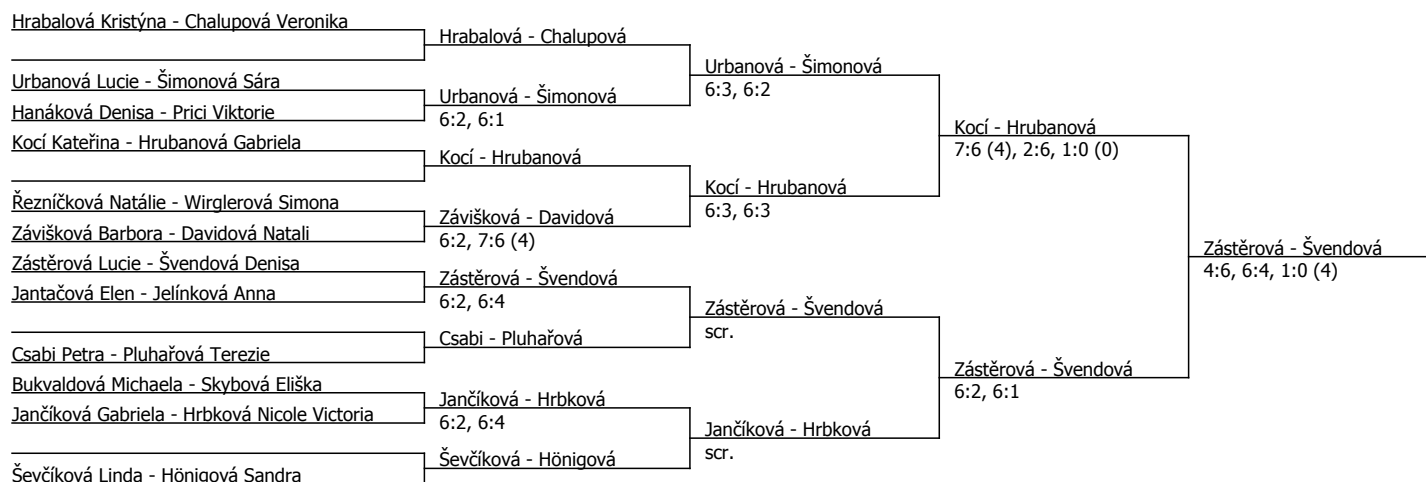 Hrabalová Kristýna - Chalupová Veronika
Hrabalová - Chalupová
Urbanová - Šimonová
6:3, 6:2
Urbanová Lucie - Šimonová Sára
Urbanová - Šimonová
6:2, 6:1
Hanáková Denisa - Prici Viktorie
Kocí - Hrubanová
7:6 (4), 2:6, 1:0 (0)
Kocí Kateřina - Hrubanová Gabriela
Kocí - Hrubanová
Kocí - Hrubanová
6:3, 6:3
Řezníčková Natálie - Wirglerová Simona
Závišková - Davidová
6:2, 7:6 (4)
Závišková Barbora - Davidová Natali
Zástěrová - Švendová
4:6, 6:4, 1:0 (4)
Zástěrová Lucie - Švendová Denisa
Zástěrová - Švendová
6:2, 6:4
Jantačová Elen - Jelínková Anna
Zástěrová - Švendová
scr.
Csabi - Pluhařová
Csabi Petra - Pluhařová Terezie
Zástěrová - Švendová
6:2, 6:1
Bukvaldová Michaela - Skybová Eliška
Jančíková - Hrbková
6:2, 6:4
Jančíková Gabriela - Hrbková Nicole Victoria
Jančíková - Hrbková
scr.
Ševčíková - Hönigová
Ševčíková Linda - Hönigová Sandra